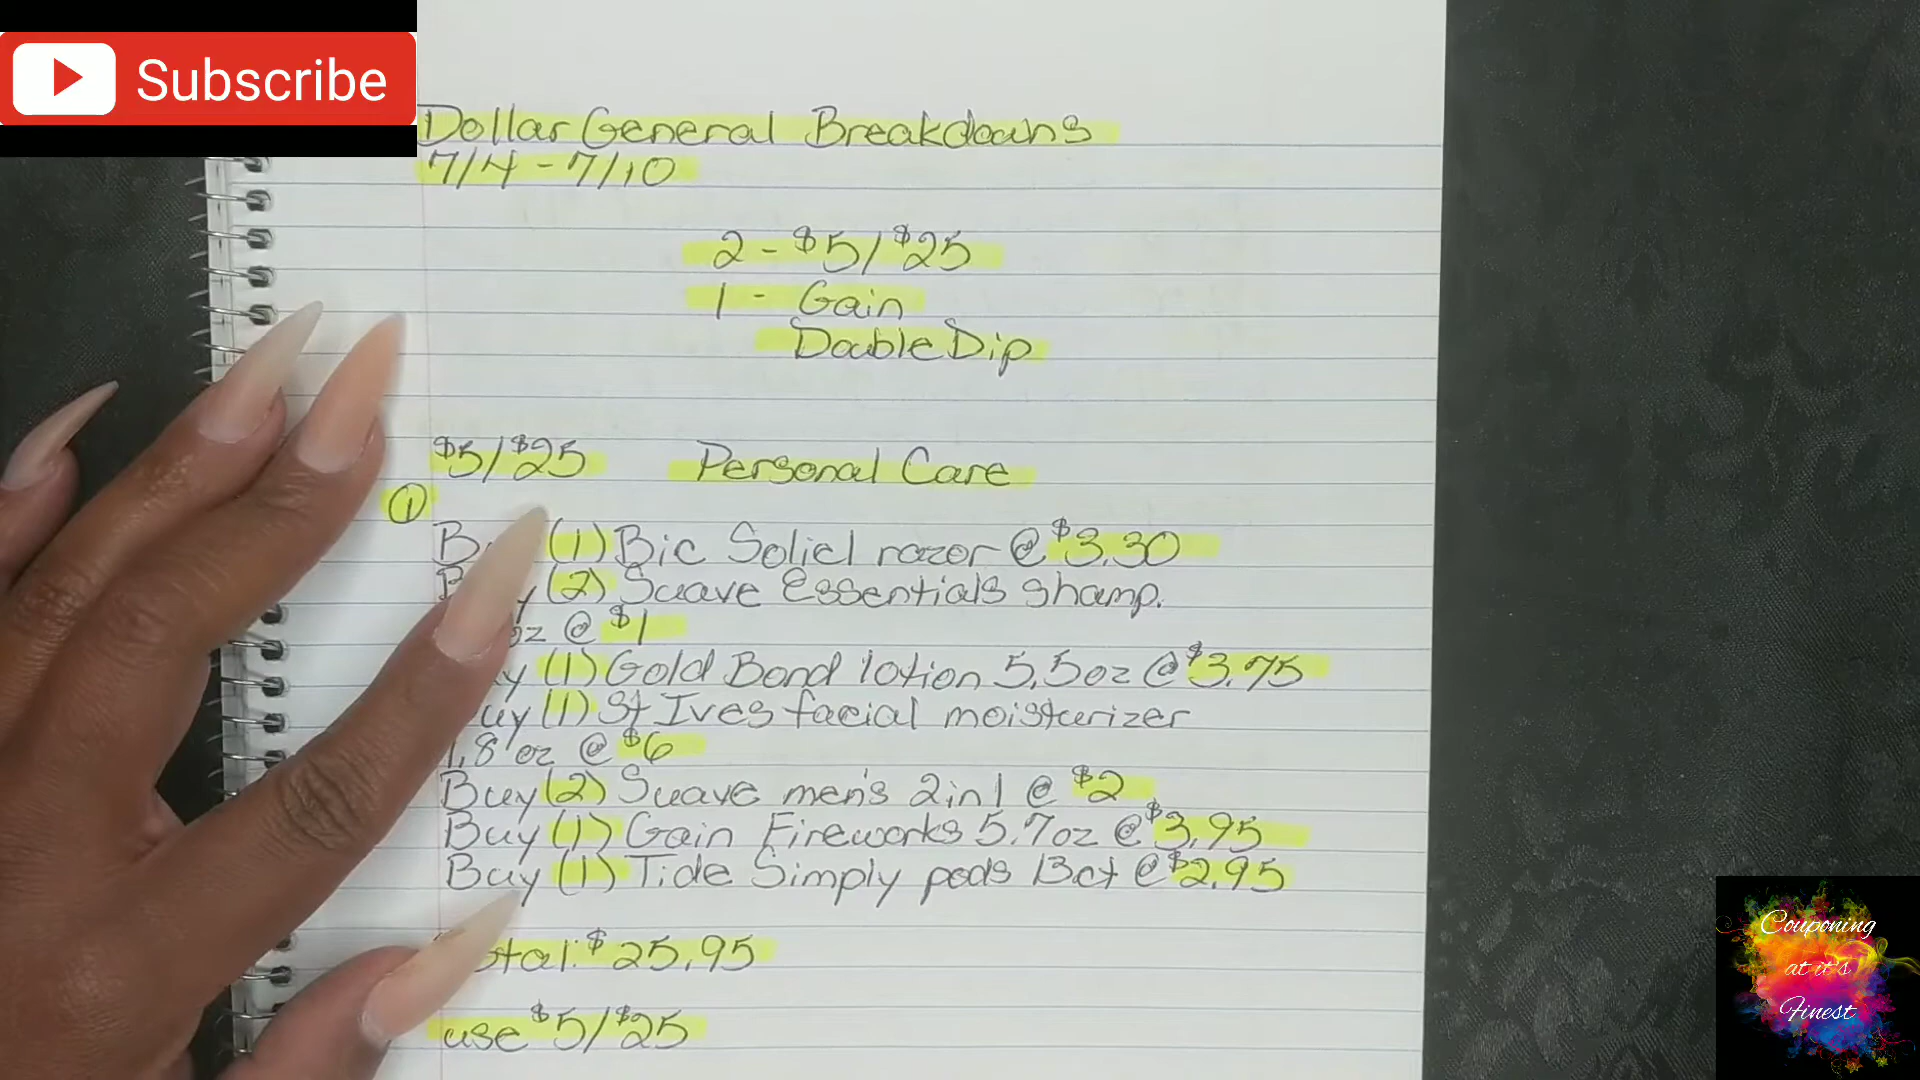 Subscribe
Dollar General Breakdowns
7/4 - 7/10
2 - $5/$25
1 - Gain
Double Dip
$5/$25 Personal Care
1
(1) Bic Soliel razor @ $3.30
(2) Suave Essentials shamp.
oz @ $1
(1) Gold Bond lotion 5.5oz @ $3.75
uy (1) St Ives facial moisturizer
1.8 oz @ $6
Buy (2) Suave men's 2in1 @ $2
Buy (1) Gain Fireworks 5.7oz @ $3.95
Buy (1) Tide Simply pods 13ct @ $2.95
otal: $25.95
use $5/$25
Couponing
at it's
Finest